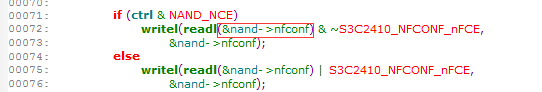 00070:
00071: if (ctrl & NAND_NCE)
00072: writel(readl(&nand->nfconf) & ~S3C2410_NFCONF_nFCE,
00073: &nand->nfconf);
00074: else
00075: writel(readl(&nand->nfconf) | S3C2410_NFCONF_nFCE,
00076: &nand->nfconf);